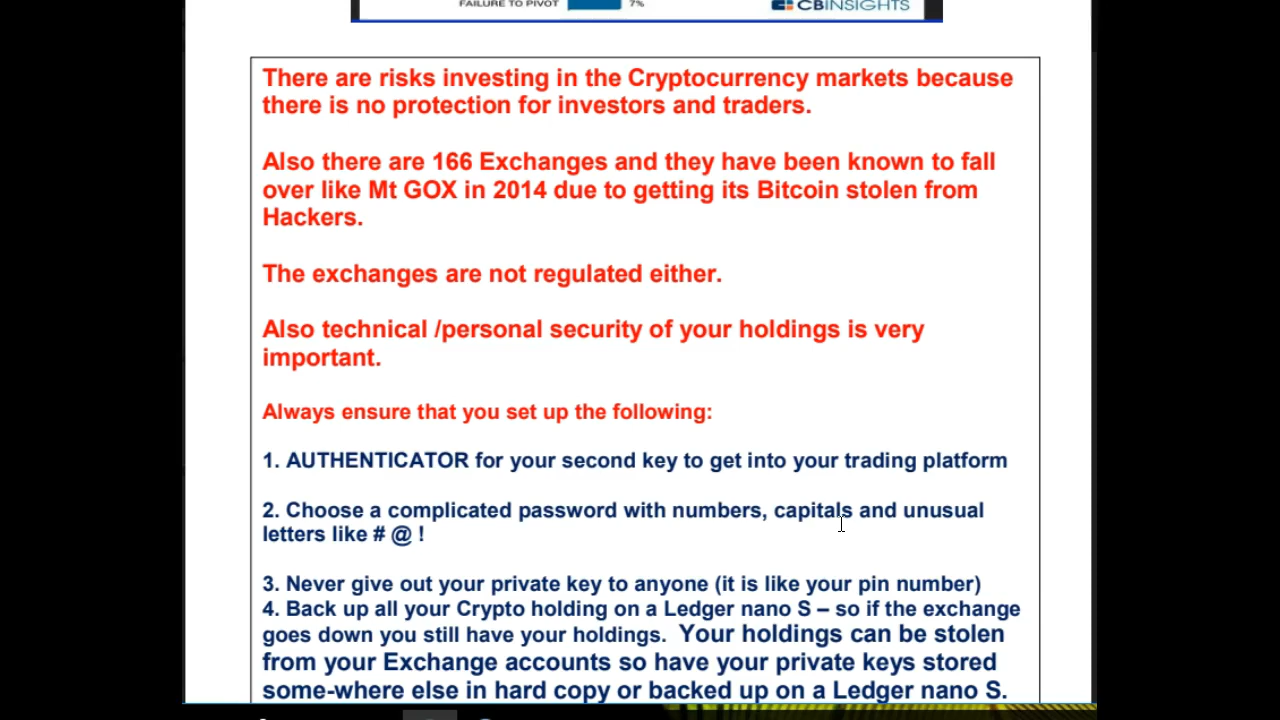 FAILURE TO PIVOT 7% CBINSIGHTS
There are risks investing in the Cryptocurrency markets because
there is no protection for investors and traders.
Also there are 166 Exchanges and they have been known to fall
over like Mt GOX in 2014 due to getting its Bitcoin stolen from
Hackers.
The exchanges are not regulated either.
Also technical /personal security of your holdings is very
important.
Always ensure that you set up the following:
1. AUTHENTICATOR for your second key to get into your trading platform
2. Choose a complicated password with numbers, capitals and unusual
letters like # @ !
3. Never give out your private key to anyone (it is like your pin number)
4. Back up all your Crypto holding on a Ledger nano S – so if the exchange
goes down you still have your holdings. Your holdings can be stolen
from your Exchange accounts so have your private keys stored
some-where else in hard copy or backed up on a Ledger nano S.